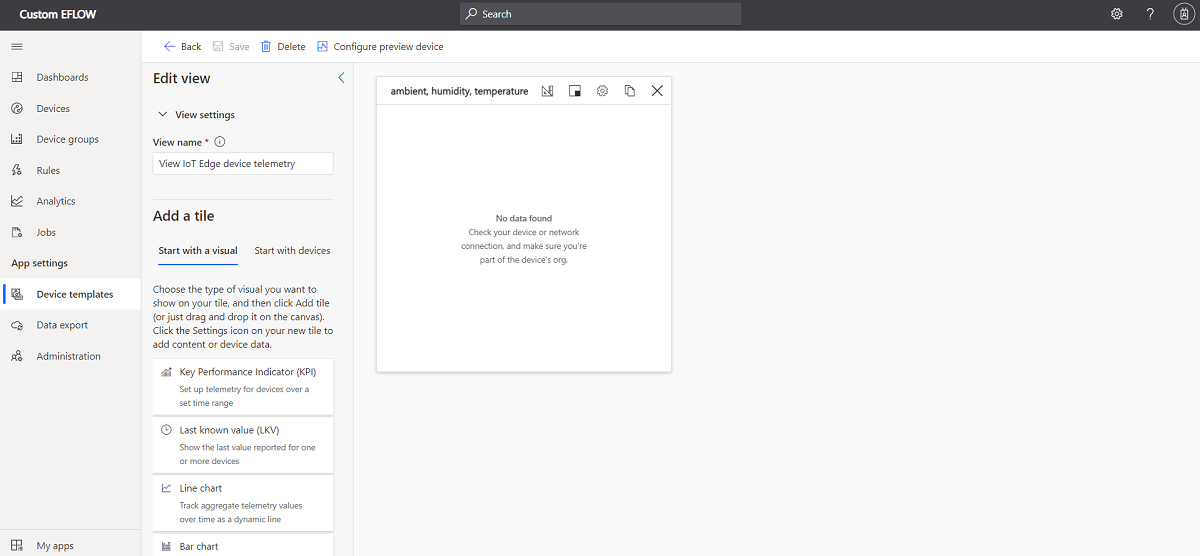 Custom EFLOW
Search
Back
Save
Delete
Configure preview device
Dashboards
Devices
Device groups
Rules
Analytics
Jobs
App settings
Device templates
Data export
Administration
My apps
Edit view
View settings
View name *
View IoT Edge device telemetry
Add a tile
Start with a visual
Start with devices
Choose the type of visual you want to
show on your tile, and then click Add tile
(or just drag and drop it on the canvas).
Click the Settings icon on your new tile to
add content or device data.
Key Performance Indicator (KPI)
Set up telemetry for devices over a
set time range
Last known value (LKV)
Show the last value reported for one
or more devices
Line chart
Track aggregate telemetry values
over time as a dynamic line
Bar chart
ambient, humidity, temperature
No data found
Check your device or network
connection, and make sure you're
part of the device's org.